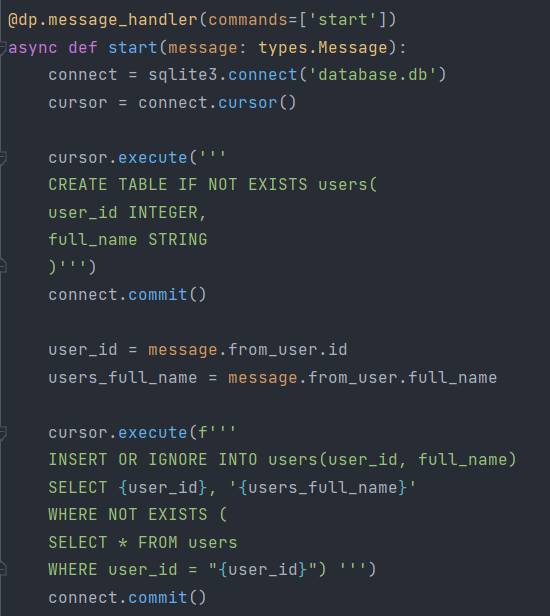 @dp.message_handler(commands=['start'])
async def start(message: types.Message):
    connect = sqlite3.connect('database.db')
    cursor = connect.cursor()

    cursor.execute('''
    CREATE TABLE IF NOT EXISTS users(
    user_id INTEGER,
    full_name STRING
    )''')
    connect.commit()

    user_id = message.from_user.id
    users_full_name = message.from_user.full_name

    cursor.execute(f'''
    INSERT OR IGNORE INTO users(user_id, full_name)
    SELECT {user_id}, '{users_full_name}'
    WHERE NOT EXISTS (
    SELECT * FROM users
    WHERE user_id = "{user_id}") ''')
    connect.commit()